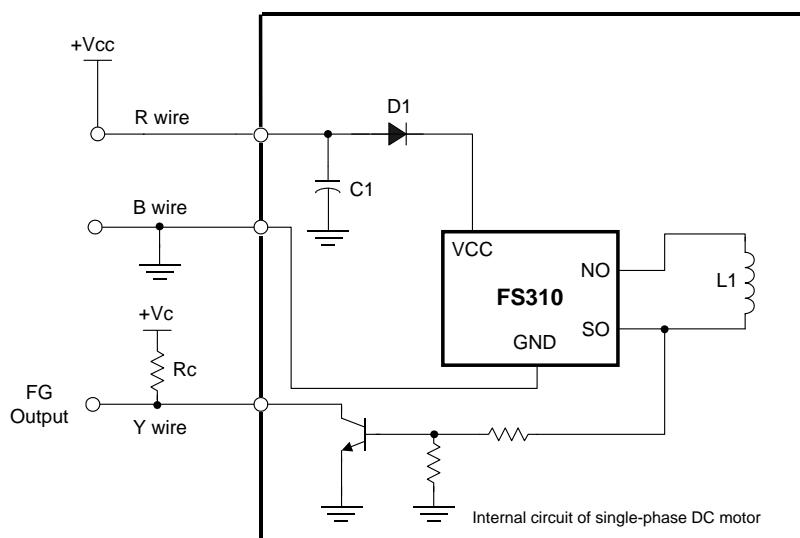 +Vcc
R wire
D1
C1
B wire
VCC
NO
FS310
SO
GND
L1
+Vc
Rc
FG
Output
Y wire
Internal circuit of single-phase DC motor